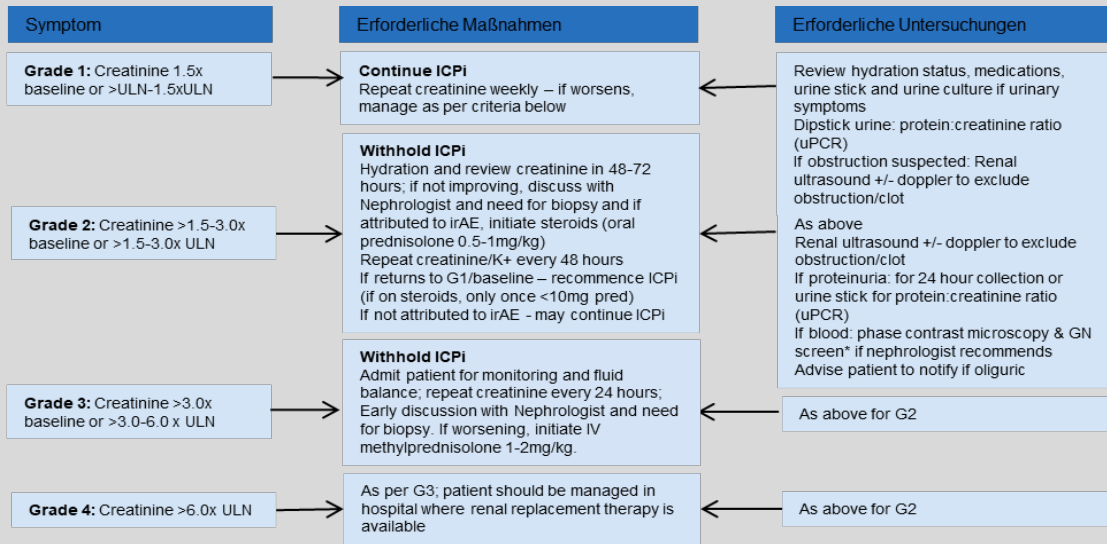 Symptom
Erforderliche Maßnahmen
Erforderliche Untersuchungen
Grade 1: Creatinine 1.5x
baseline or >ULN-1.5xULN
Continue ICPi
Repeat creatinine weekly – if worsens,
manage as per criteria below
Review hydration status, medications,
urine stick and urine culture if urinary
symptoms
Dipstick urine: protein:creatinine ratio
(uPCR)
If obstruction suspected: Renal
ultrasound +/- doppler to exclude
obstruction/clot
Grade 2: Creatinine >1.5-3.0x
baseline or >1.5-3.0x ULN
Withhold ICPi
Hydration and review creatinine in 48-72
hours; if not improving, discuss with
Nephrologist and need for biopsy and if
attributed to irAE, initiate steroids (oral
prednisolone 0.5-1mg/kg)
Repeat creatinine/K+ every 48 hours
If returns to G1/baseline – recommence ICPi
(if on steroids, only once <10mg pred)
If not attributed to irAE - may continue ICPi
As above
Renal ultrasound +/- doppler to exclude
obstruction/clot
If proteinuria: for 24 hour collection or
urine stick for protein:creatinine ratio
(uPCR)
If blood: phase contrast microscopy & GN
screen* if nephrologist recommends
Advise patient to notify if oliguric
Grade 3: Creatinine >3.0x
baseline or >3.0-6.0 x ULN
Withhold ICPi
Admit patient for monitoring and fluid
balance; repeat creatinine every 24 hours;
Early discussion with Nephrologist and need
for biopsy. If worsening, initiate IV
methylprednisolone 1-2mg/kg.
As above for G2
Grade 4: Creatinine >6.0x ULN
As per G3; patient should be managed in
hospital where renal replacement therapy is
available
As above for G2